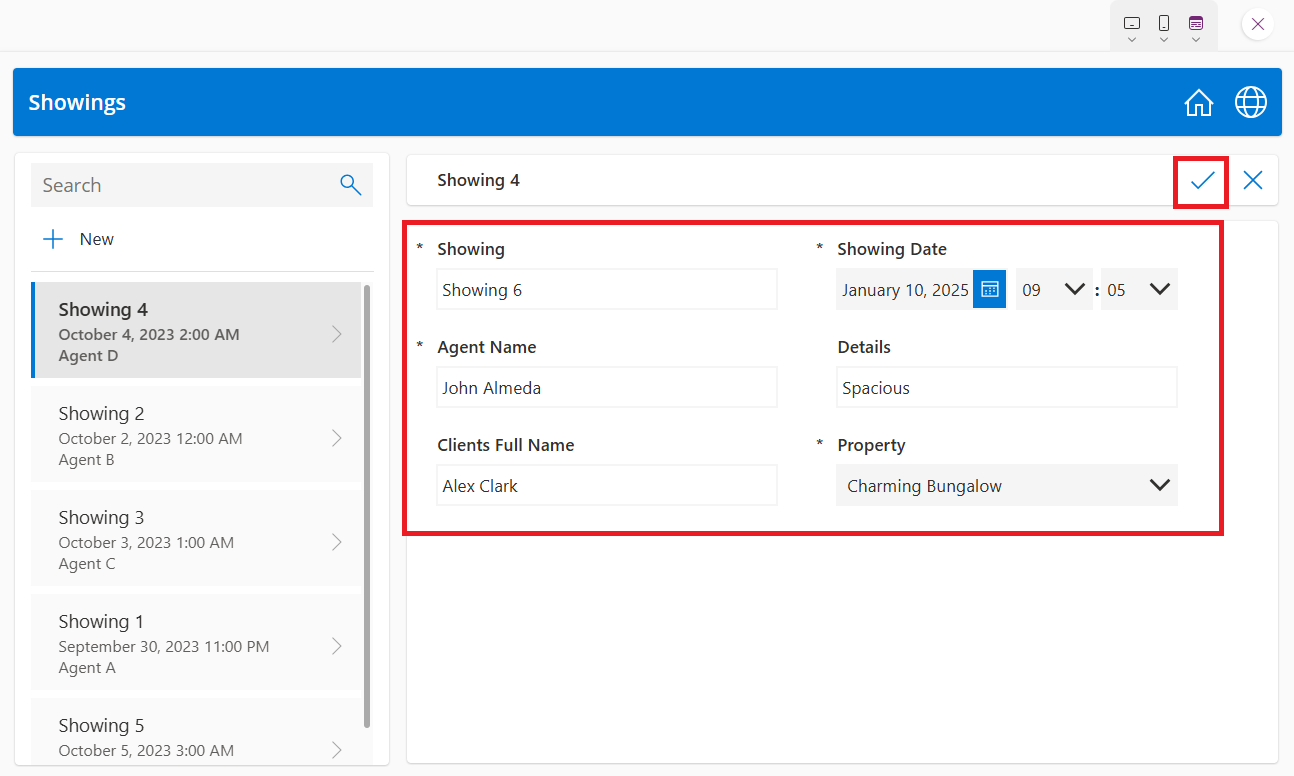 Showings
Search
New
Showing 4
October 4, 2023 2:00 AM
Agent D
Showing 2
October 2, 2023 12:00 AM
Agent B
Showing 3
October 3, 2023 1:00 AM
Agent C
Showing 1
September 30, 2023 11:00 PM
Agent A
Showing 5
October 5, 2023 3:00 AM
Showing 4
* Showing
Showing 6
* Showing Date
January 10, 2025 09 : 05
* Agent Name
John Almeda
Details
Spacious
Clients Full Name
Alex Clark
* Property
Charming Bungalow